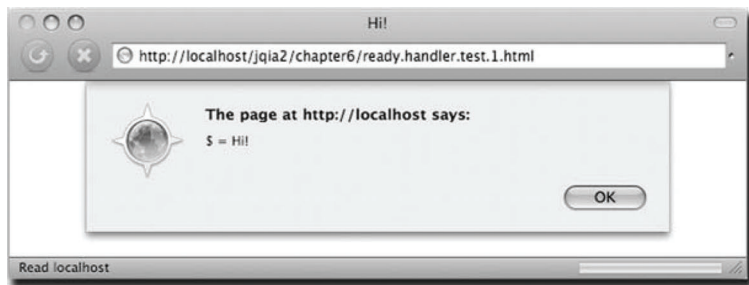 Hi!
http://localhost/jqia2/chapter6/ready.handler.test.1.html
The page at http://localhost says:
$ = Hi!
OK
Read localhost